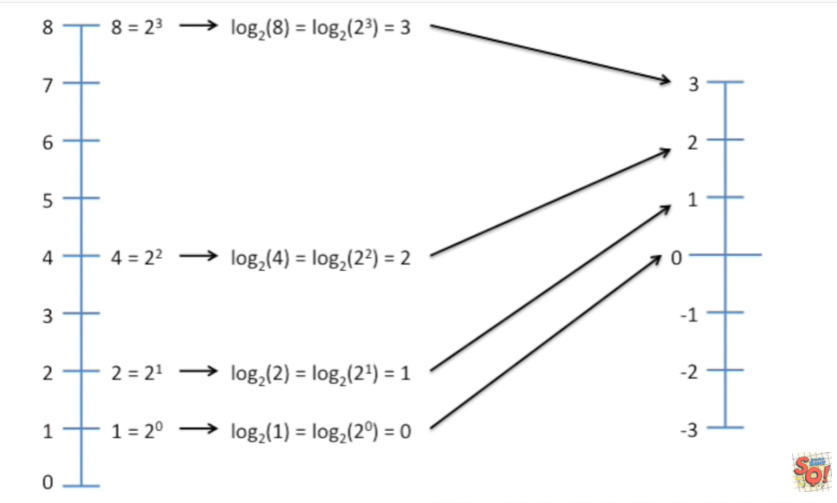 8 8 = 2³ → log₂(8) = log₂(2³) = 3
7 3
6 2
5 1
4 4 = 2² → log₂(4) = log₂(2²) = 2 0
3 -1
2 2 = 2¹ → log₂(2) = log₂(2¹) = 1 -2
1 1 = 2⁰ → log₂(1) = log₂(2⁰) = 0 -3
0
SQ!